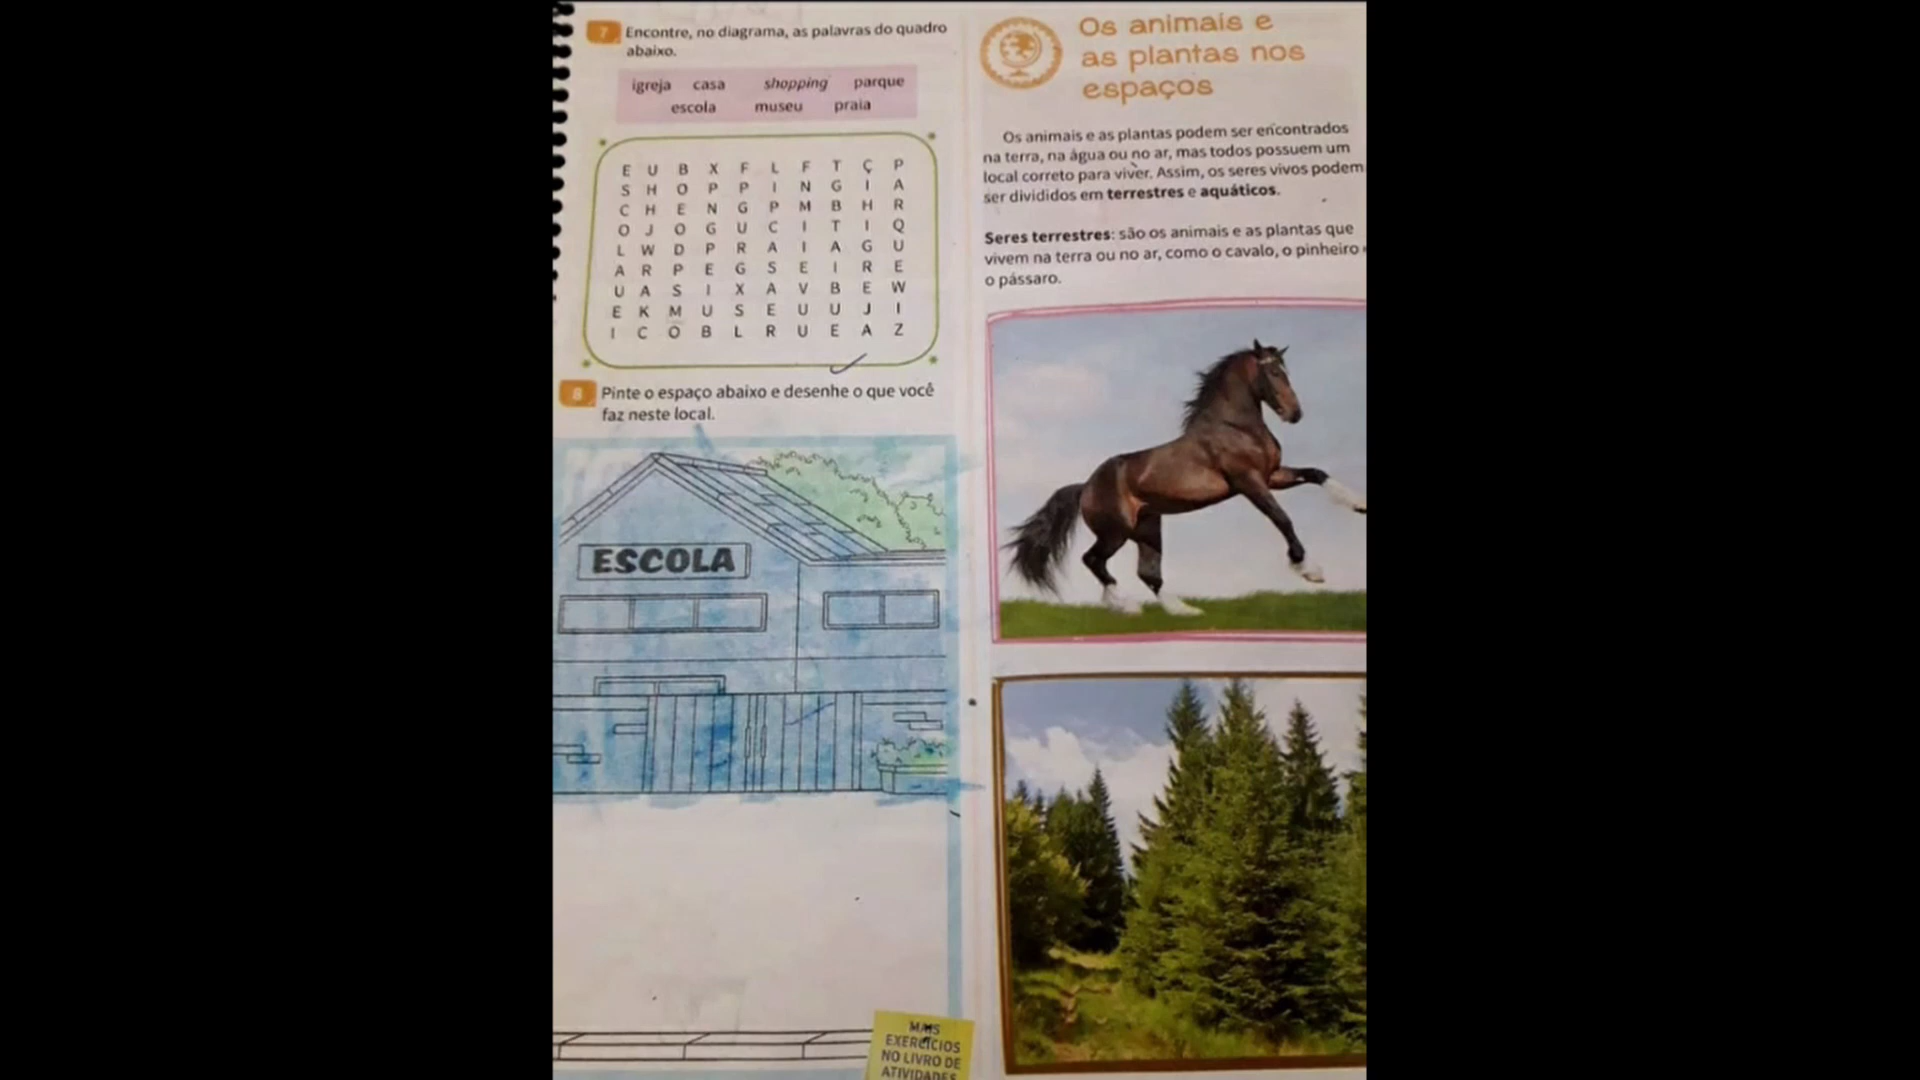 7 Encontre, no diagrama, as palavras do quadro
abaixo.
igreja casa shopping parque
escola museu praia
E U B X F L F T Ç P
S H O P P I N G I A
C H E N G P M B H R
O J O G U C I T I Q
L W D P R A I A G U
A R P E G S E I R E
U A S I X A V B E W
E K M U S E U U J I
I C O B L R U E A Z
8 Pinte o espaço abaixo e desenhe o que você
faz neste local.
ESCOLA
MAIS
EXERCÍCIOS
NO LIVRO DE
ATIVIDADES
Os animais e
as plantas nos
espaços
Os animais e as plantas podem ser encontrados
na terra, na água ou no ar, mas todos possuem um
local correto para viver. Assim, os seres vivos podem
ser divididos em terrestres e aquáticos.
Seres terrestres: são os animais e as plantas que
vivem na terra ou no ar, como o cavalo, o pinheiro
o pássaro.